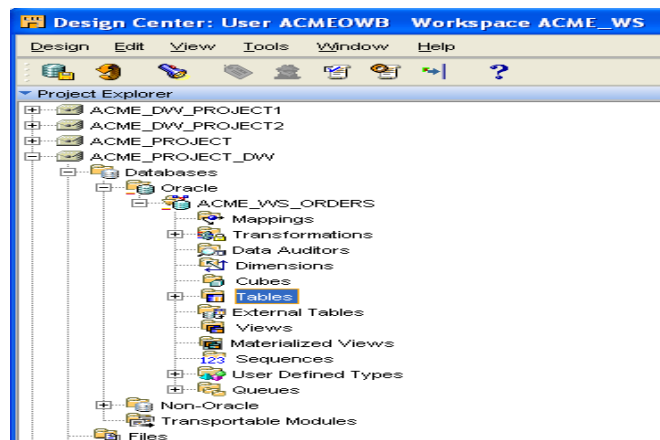 Design Center: User ACMEOWB Workspace ACME_WS
Design Edit View Tools Window Help
Project Explorer
ACME_DW_PROJECT1
ACME_DW_PROJECT2
ACME_PROJECT
ACME_PROJECT_DW
Databases
Oracle
ACME_WS_ORDERS
Mappings
Transformations
Data Auditors
Dimensions
Cubes
Tables
External Tables
Views
Materialized Views
123 Sequences
User Defined Types
Queues
Non-Oracle
Transportable Modules
Files